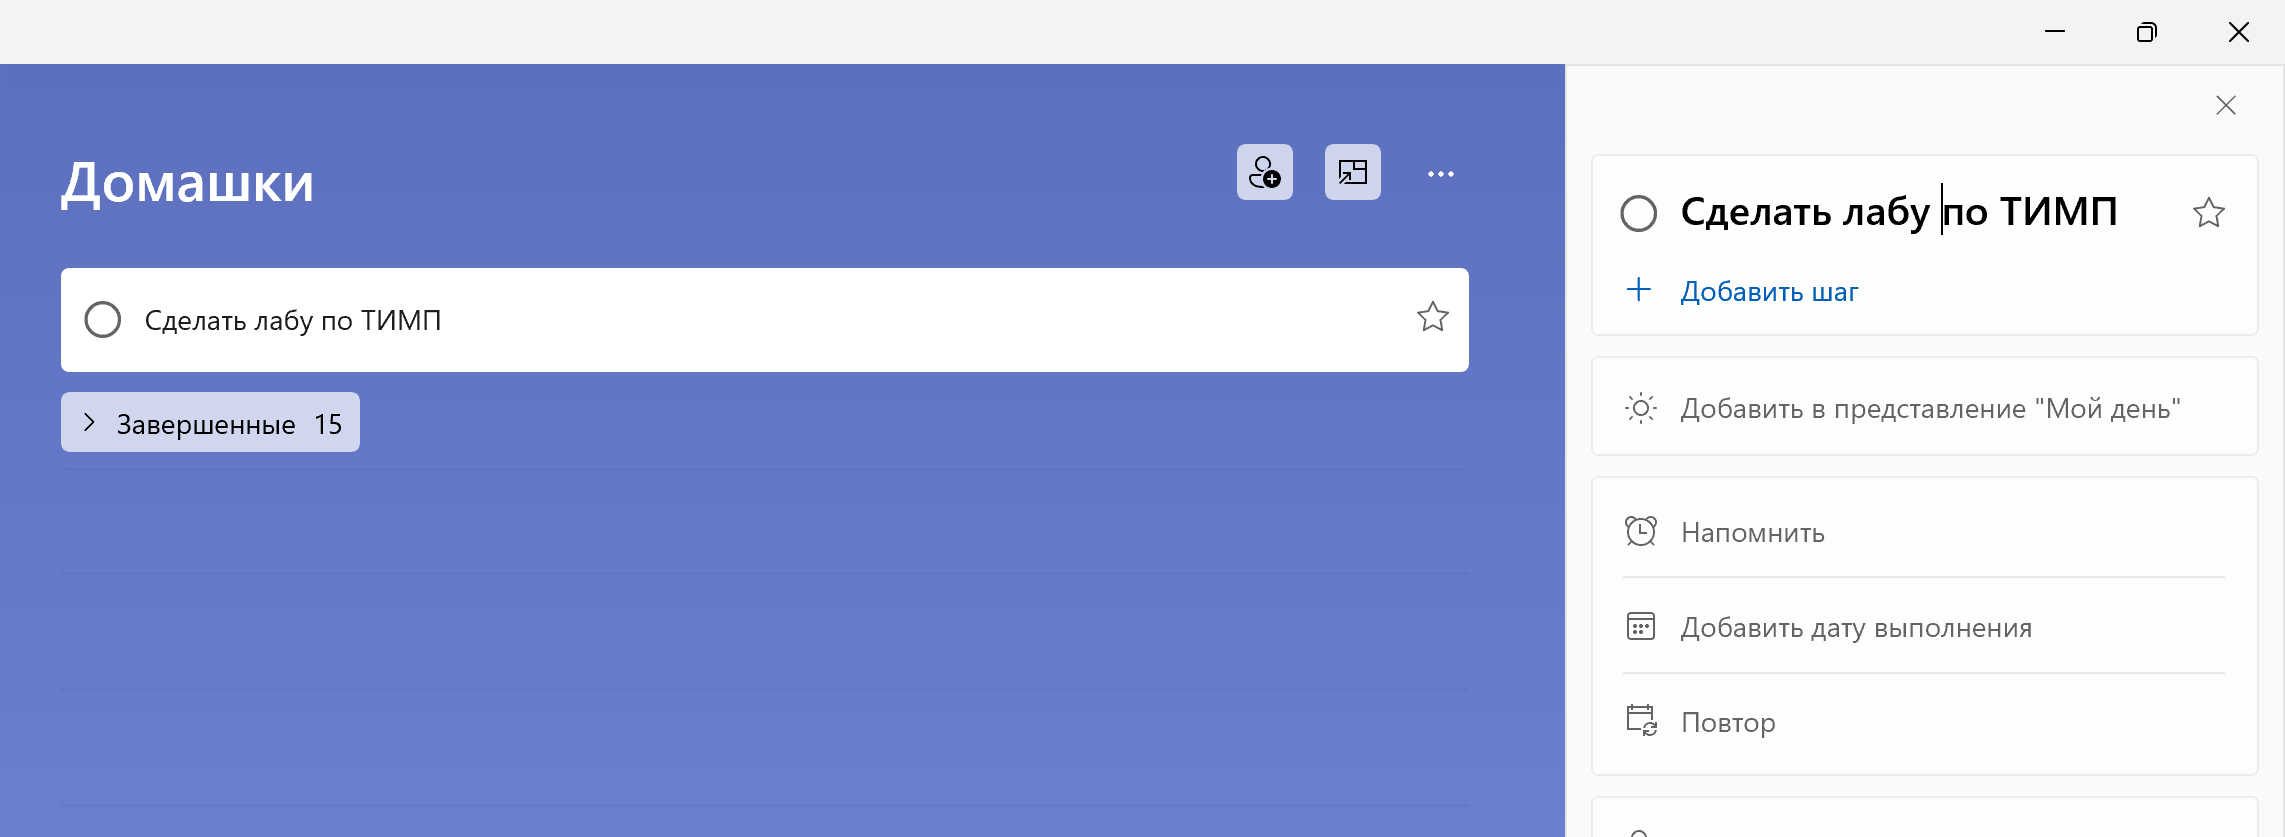 Домашки
Сделать лабу по ТИМП
Завершенные 15
Сделать лабу по ТИМП
Добавить шаг
Добавить в представление "Мой день"
Напомнить
Добавить дату выполнения
Повтор